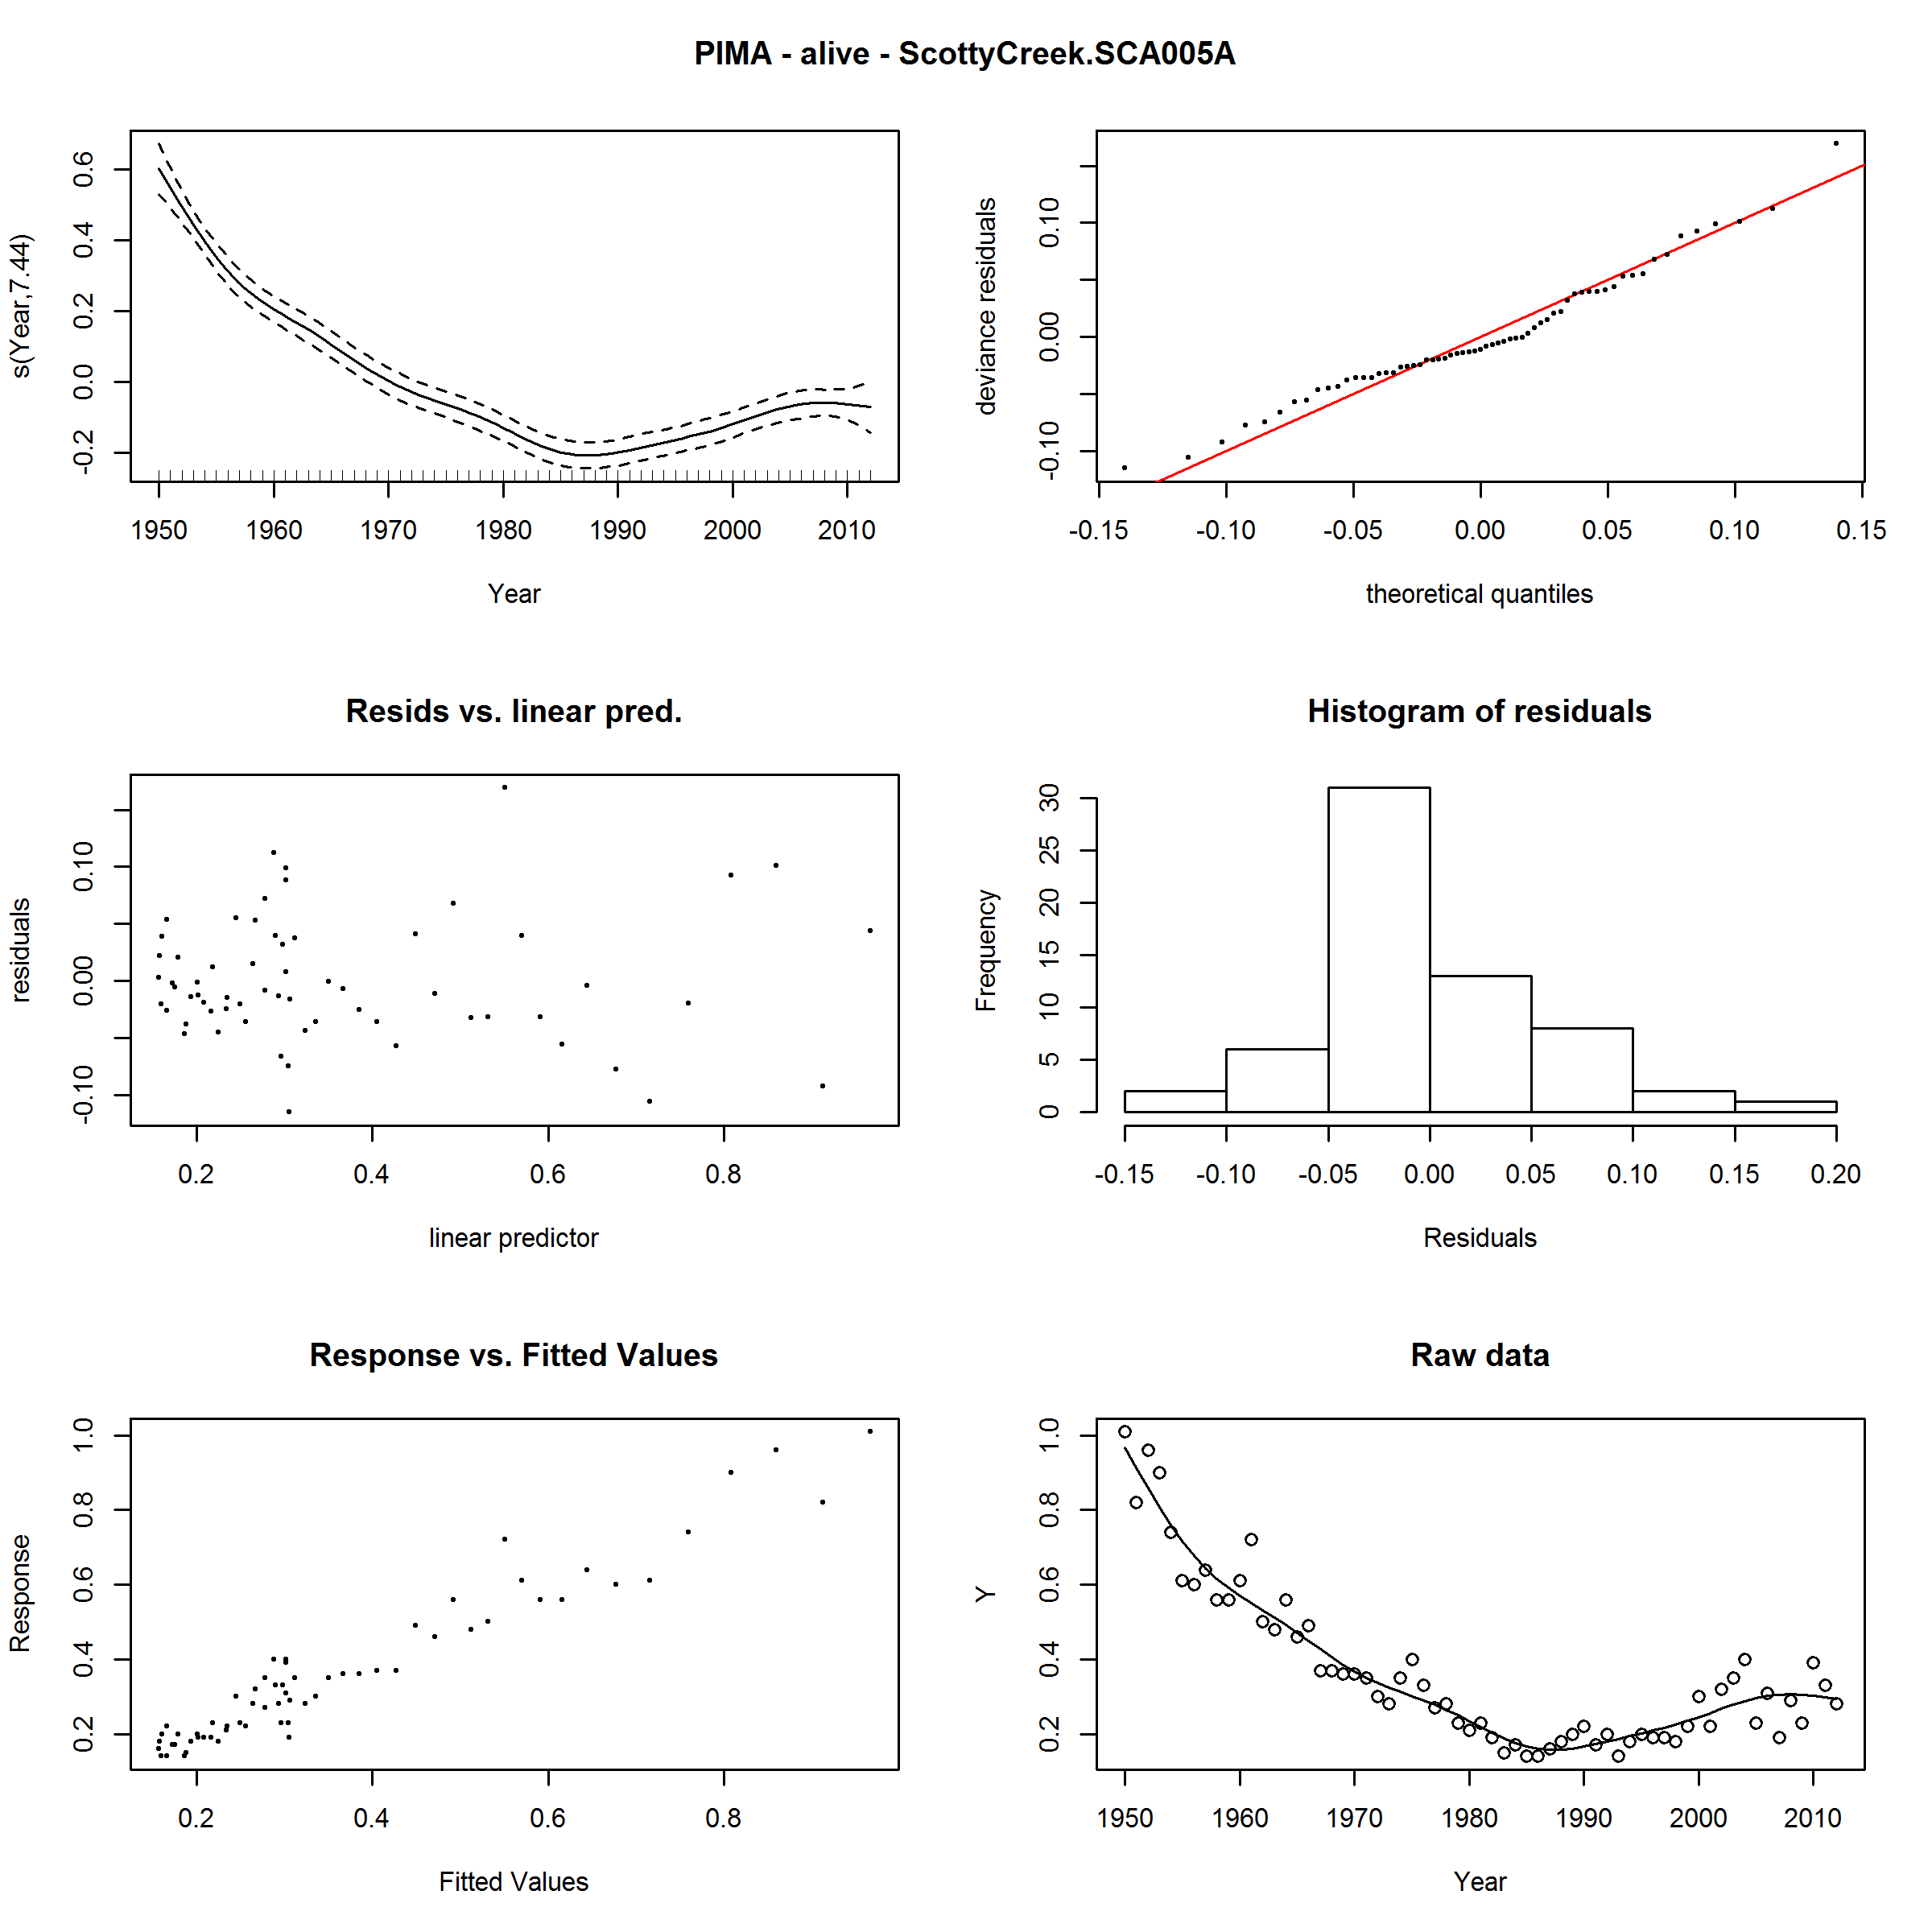 PIMA - alive - ScottyCreek.SCA005A
s(Year,7.44)
-0.2 0.0 0.2 0.4 0.6
1950 1960 1970 1980 1990 2000 2010
Year
deviance residuals
-0.10 0.00 0.10
-0.15 -0.10 -0.05 0.00 0.05 0.10 0.15
theoretical quantiles
Resids vs. linear pred.
residuals
-0.10 0.00 0.10
0.2 0.4 0.6 0.8
linear predictor
Histogram of residuals
Frequency
0 5 10 15 20 25 30
-0.15 -0.10 -0.05 0.00 0.05 0.10 0.15 0.20
Residuals
Response vs. Fitted Values
Response
0.2 0.4 0.6 0.8 1.0
0.2 0.4 0.6 0.8
Fitted Values
Raw data
Y
0.2 0.4 0.6 0.8 1.0
1950 1960 1970 1980 1990 2000 2010
Year